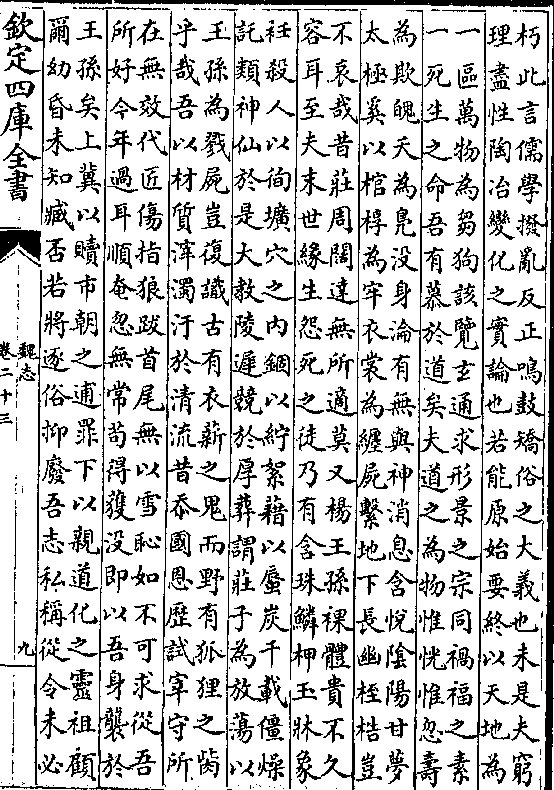 朽此言儒學撥亂反正鳴鼓矯俗之大義也未是夫窮
理盡性陶冶變化之實論也若能原始要終以天地為
一區萬物為芻狗該覽玄通求形景之宗同禍福之素
一死生之命吾有慕於道矣夫道之為物惟恍惟忽壽
為欺魄夭為鳧没身淪有無與神消息含悅陰陽甘夢
太極奚以棺椁為牢衣裳為纏屍繫地下長幽桎梏豈
不哀哉昔莊周闊達無所適莫又楊王孫裸體貴不久
容耳至夫末世緣生怨死之徒乃有含珠鱗柙玉牀象
衽殺人以徇壙穴之内錮以紵絮藉以蜃炭千載僵燥
託類神仙於是大教陵遲競於厚葬謂莊子為放蕩以
王孫為戮屍豈復識古有衣薪之鬼而野有狐狸之胔
乎哉吾以材質滓濁汙於清流昔忝國恩歷試宰守所
在無效代匠傷指狼跋首尾無以雪恥如不可求從吾
所好今年過耳順奄忽無常苟得獲没即以吾身襲於
王孫矣上冀以贖市朝之逋罪下以親道化之靈祖顧
爾幼昏未知臧否若將逐俗抑廢吾志私稱從令未必
欽定四庫全書
魏志
卷二十三
九